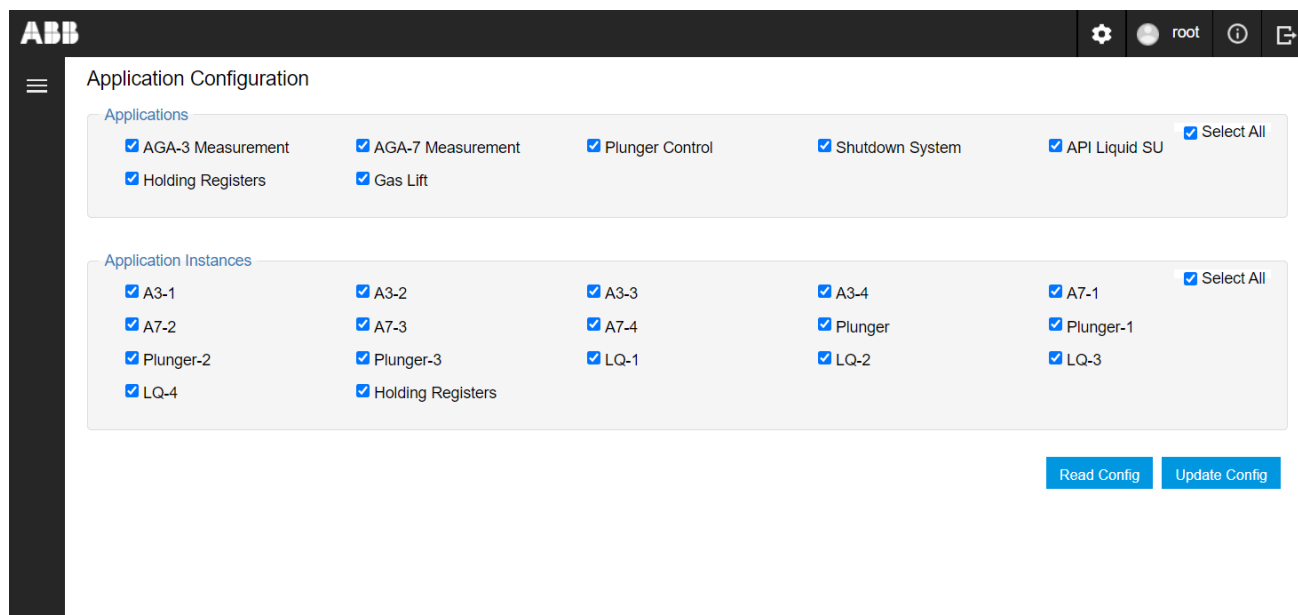 ABB
root
Application Configuration
Applications
Select All
AGA-3 Measurement AGA-7 Measurement Plunger Control Shutdown System API Liquid SU
Holding Registers Gas Lift
Application Instances
Select All
A3-1 A3-2 A3-3 A3-4 A7-1
A7-2 A7-3 A7-4 Plunger Plunger-1
Plunger-2 Plunger-3 LQ-1 LQ-2 LQ-3
LQ-4 Holding Registers
Read Config Update Config